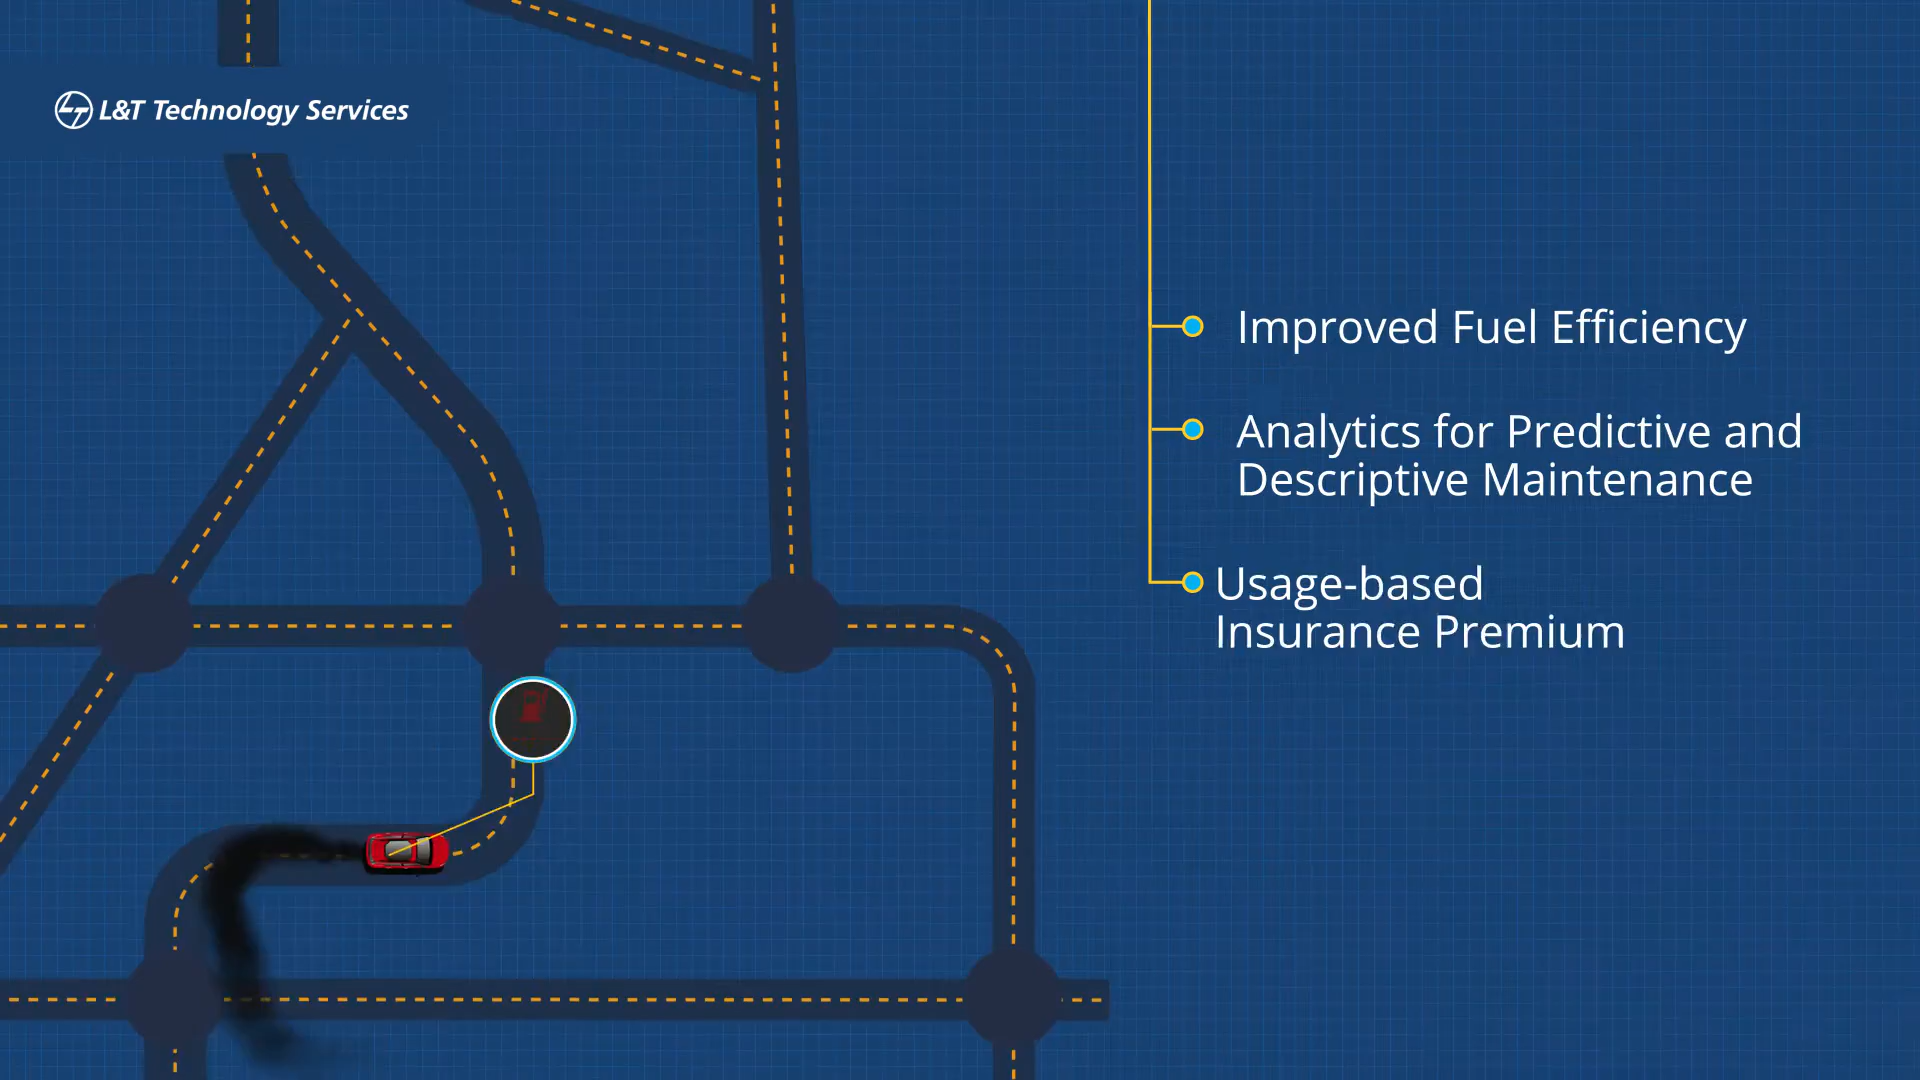 L&T Technology Services
Improved Fuel Efficiency
Analytics for Predictive and
Descriptive Maintenance
Usage-based
Insurance Premium